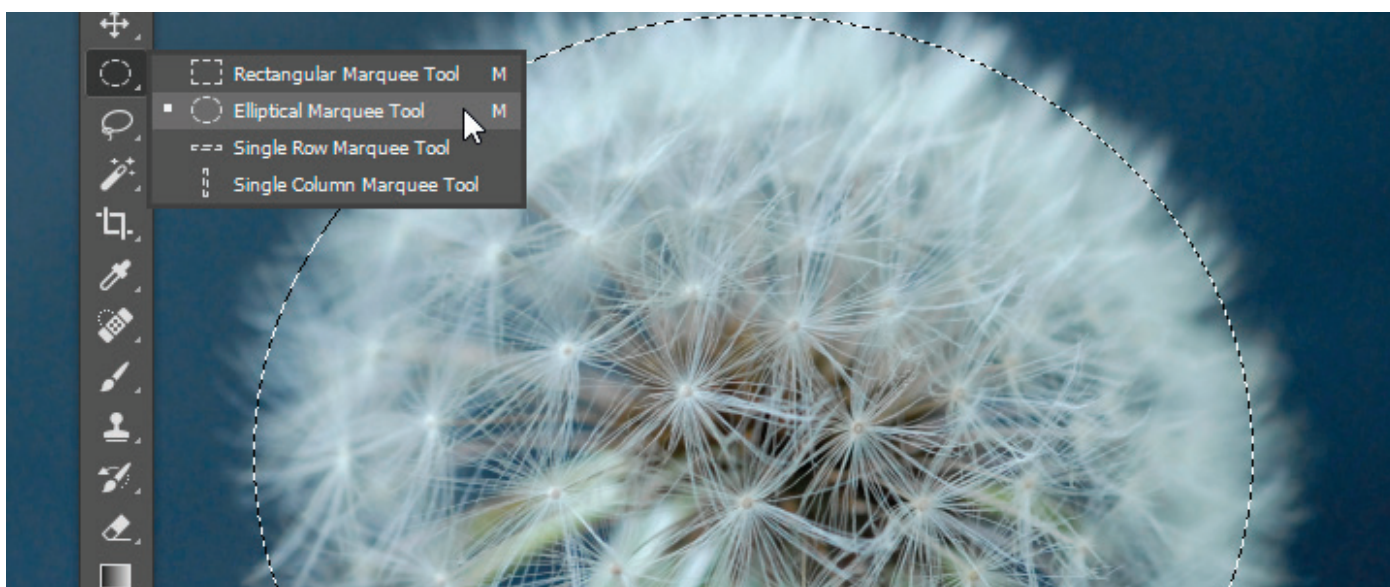 Rectangular Marquee Tool M
Elliptical Marquee Tool M
Single Row Marquee Tool
Single Column Marquee Tool